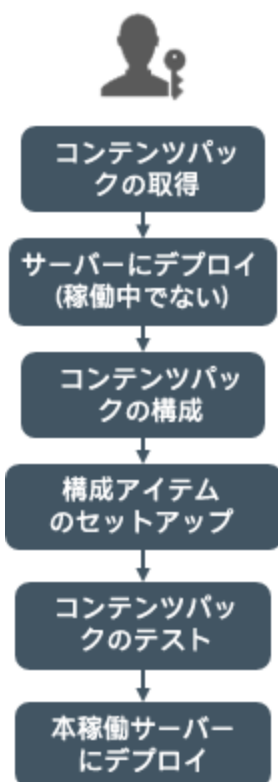 コンテンツパッ
クの取得
サーバーにデプロイ
(稼働中でない)
コンテンツパッ
クの構成
構成アイテム
のセットアップ
コンテンツパッ
クのテスト
本稼働サーバー
にデプロイ